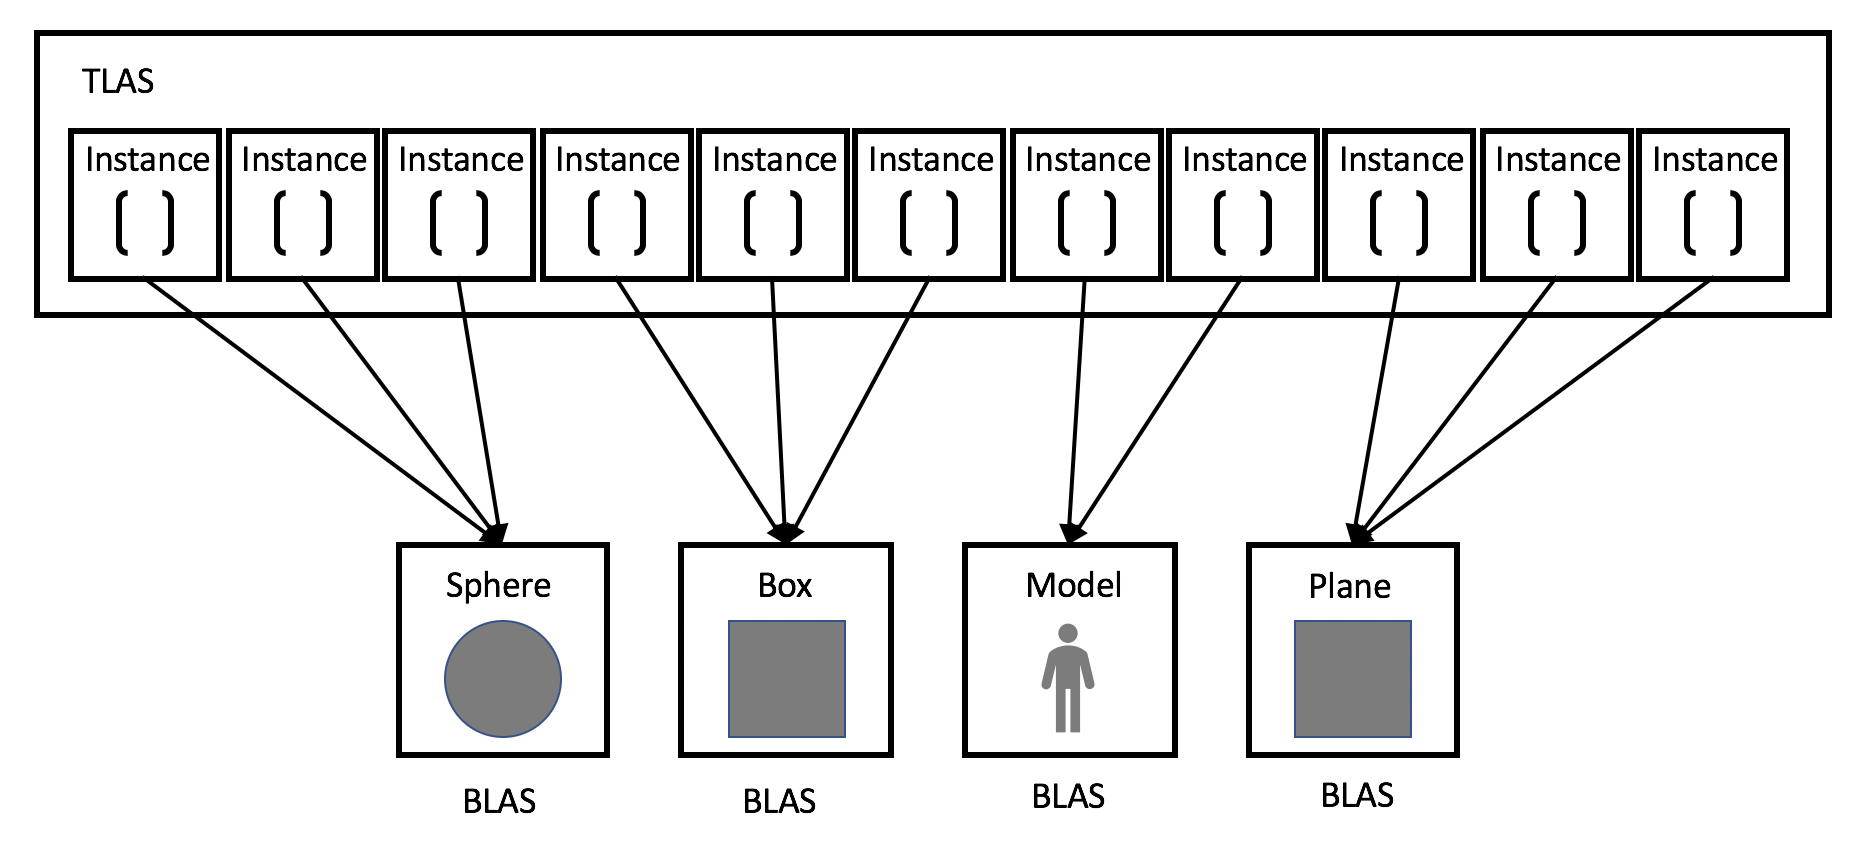 TLAS
Instance Instance Instance Instance Instance Instance Instance Instance Instance Instance Instance
[ ] [ ] [ ] [ ] [ ] [ ] [ ] [ ] [ ] [ ] [ ]
Sphere Box Model Plane
BLAS BLAS BLAS BLAS